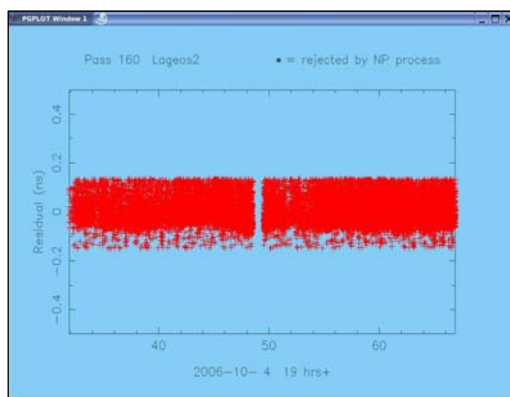 PGPLOT Window 1
Pass 160 Lageos2
• = rejected by NP process
Residual (ns)
0.4
0.2
0
−0.2
−0.4
40
50
60
2006−10− 4 19 hrs+